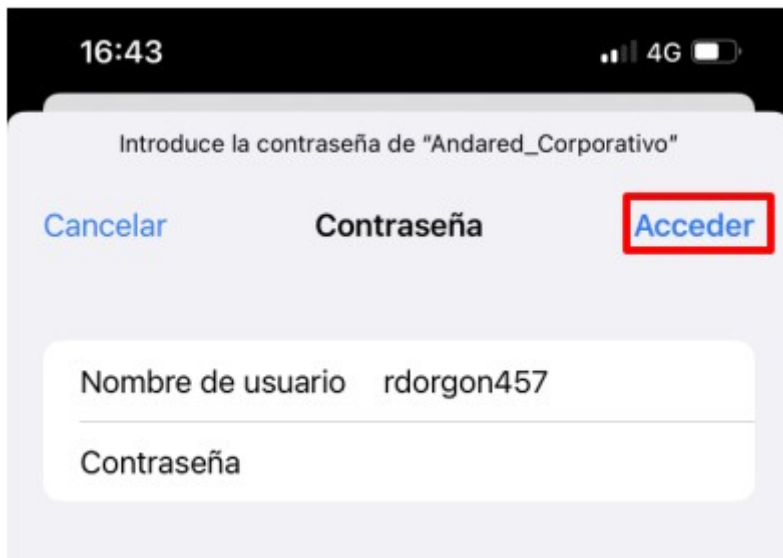 16:43 4G
Introduce la contraseña de “Andared_Corporativo”
Cancelar Contraseña Acceder
Nombre de usuario rdorgon457
Contraseña